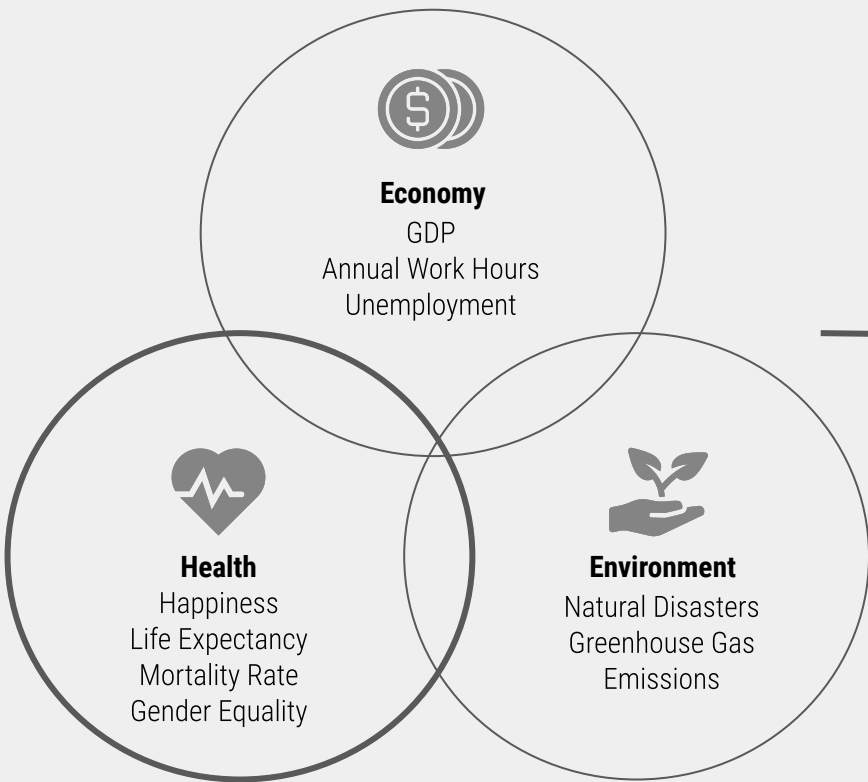 $
Economy
GDP
Annual Work Hours
Unemployment
Health
Happiness
Life Expectancy
Mortality Rate
Gender Equality
Environment
Natural Disasters
Greenhouse Gas
Emissions